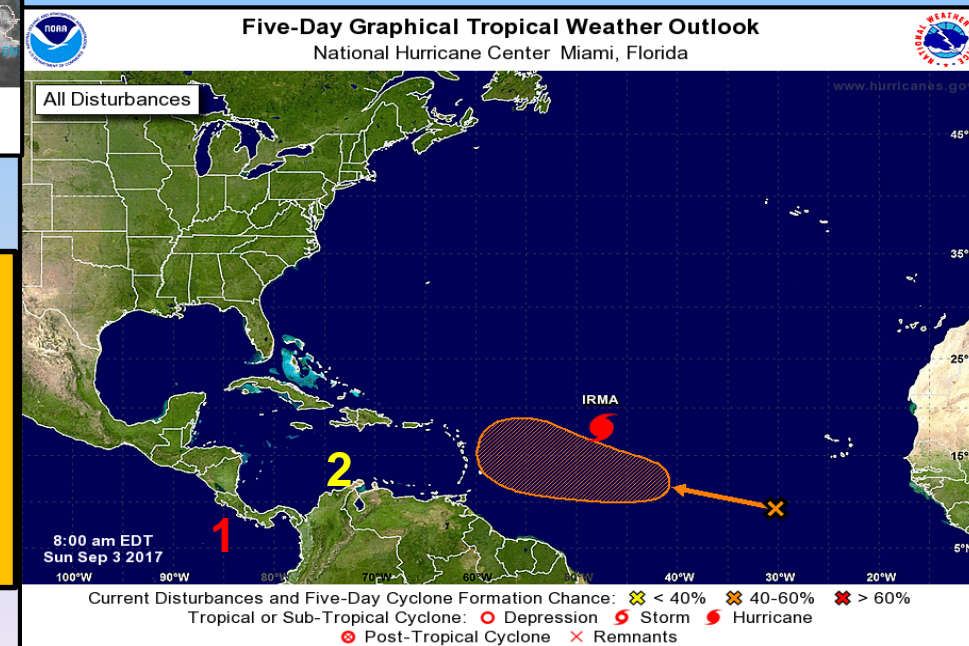 Five-Day Graphical Tropical Weather Outlook
National Hurricane Center Miami, Florida
NOAA
NATIONAL WEATHER
All Disturbances
www.hurricanes.gov
45°
35°
25°
IRMA
15°
2
1
8:00 am EDT
Sun Sep 3 2017
5°N
100°W 90°W 80°W 70°W 60°W 50°W 40°W 30°W 20°W
Current Disturbances and Five-Day Cyclone Formation Chance: < 40% 40-60% > 60%
Tropical or Sub-Tropical Cyclone: Depression Storm Hurricane
Post-Tropical Cyclone Remnants